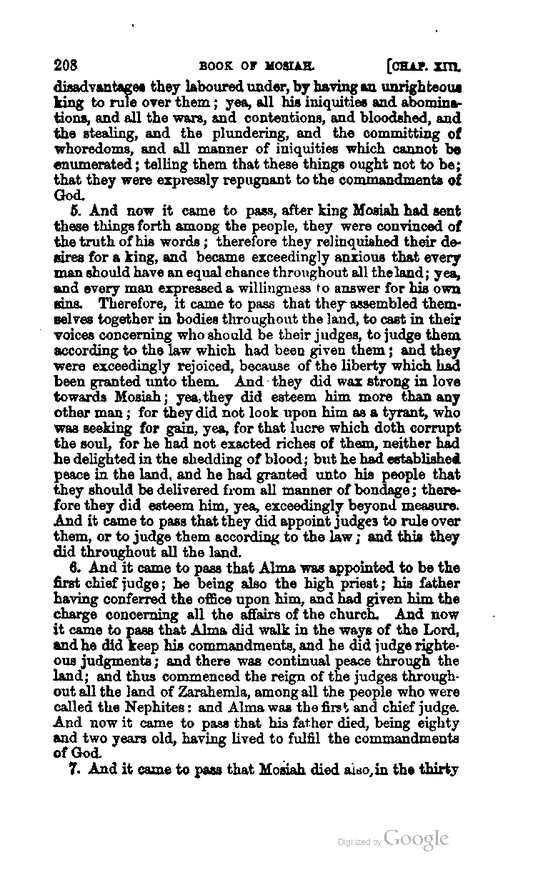 208 BOOK OF MOSIAH. [CHAP. XIII.
disadvantages they laboured under, by having an unrighteous
king to rule over them; yea, all his iniquities and abomina-
tions, and all the wars, and contentions, and bloodshed, and
the stealing, and the plundering, and the committing of
whoredoms, and all manner of iniquities which cannot be
enumerated; telling them that these things ought not to be;
that they were expressly repugnant to the commandments of
God.
5. And now it came to pass, after king Mosiah had sent
these things forth among the people, they were convinced of
the truth of his words; therefore they relinquished their de-
sires for a king, and became exceedingly anxious that every
man should have an equal chance throughout all the land; yea,
and every man expressed a willingness to answer for his own
sins. Therefore, it came to pass that they assembled them-
selves together in bodies throughout the land, to cast in their
voices concerning who should be their judges, to judge them
according to the law which had been given them; and they
were exceedingly rejoiced, because of the liberty which had
been granted unto them. And they did wax strong in love
towards Mosiah; yea, they did esteem him more than any
other man; for they did not look upon him as a tyrant, who
was seeking for gain, yea, for that lucre which doth corrupt
the soul, for he had not exacted riches of them, neither had
he delighted in the shedding of blood; but he had established
peace in the land, and he had granted unto his people that
they should be delivered from all manner of bondage; there-
fore they did esteem him, yea, exceedingly beyond measure.
And it came to pass that they did appoint judges to rule over
them, or to judge them according to the law; and this they
did throughout all the land.
6. And it came to pass that Alma was appointed to be the
first chief judge; he being also the high priest; his father
having conferred the office upon him, and had given him the
charge concerning all the affairs of the church. And now
it came to pass that Alma did walk in the ways of the Lord,
and he did keep his commandments, and he did judge righte-
ous judgments; and there was continual peace through the
land; and thus commenced the reign of the judges through-
out all the land of Zarahemla, among all the people who were
called the Nephites: and Alma was the first and chief judge.
And now it came to pass that his father died, being eighty
and two years old, having lived to fulfil the commandments
of God.
7. And it came to pass that Mosiah died also, in the thirty
Digitized by Google